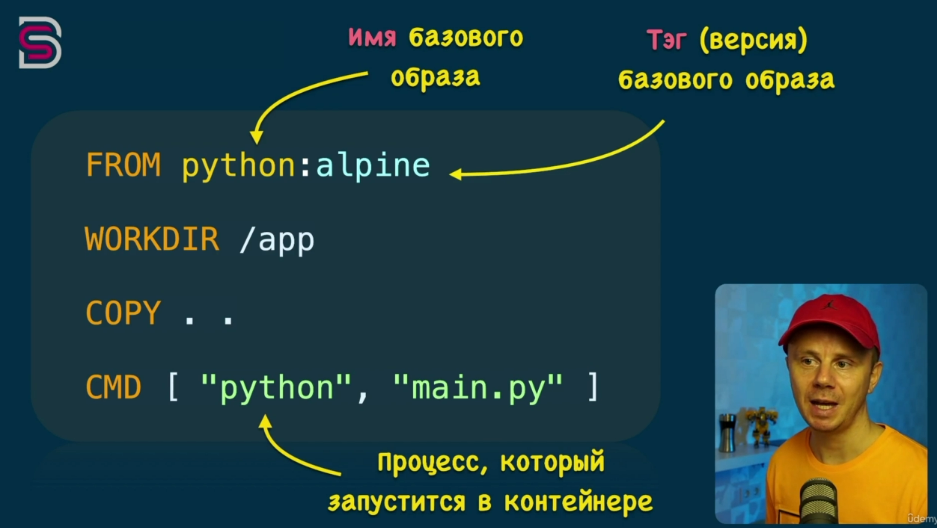 Имя базового
образа
Тэг (версия)
базового образа
FROM python:alpine
WORKDIR /app
COPY . .
CMD [ "python", "main.py" ]
Процесс, который
запустится в контейнере
ûdemy